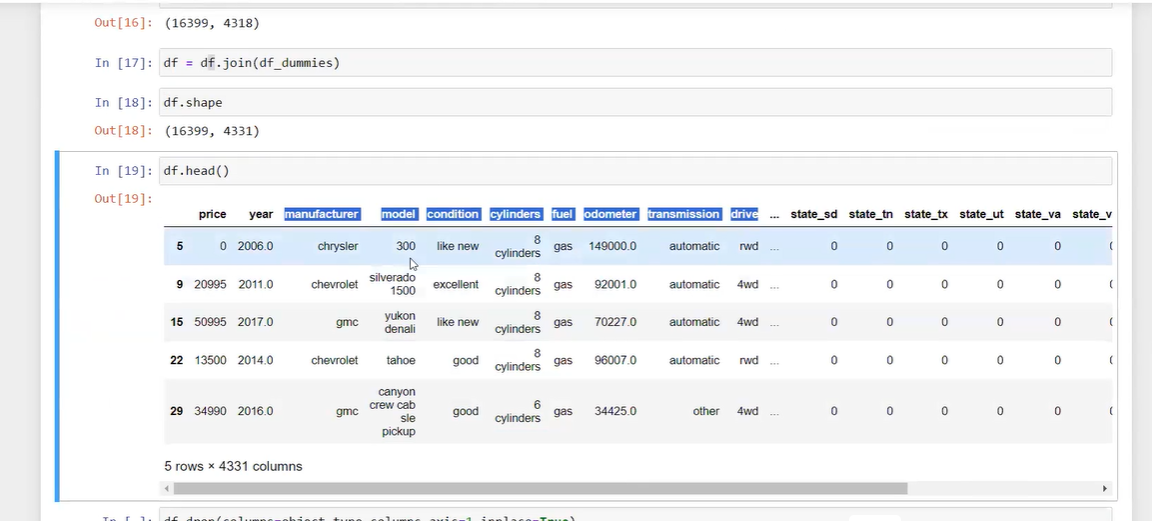 Out[16]: (16399, 4318)
In [17]: df = df.join(df_dummies)
In [18]: df.shape
Out[18]: (16399, 4331)
In [19]: df.head()
Out[19]:
price year manufacturer model condition cylinders fuel odometer transmission drive ... state_sd state_tn state_tx state_ut state_va state_v
5 0 2006.0 chrysler 300 like new 8 cylinders gas 149000.0 automatic rwd ... 0 0 0 0 0
9 20995 2011.0 chevrolet silverado 1500 excellent 8 cylinders gas 92001.0 automatic 4wd ... 0 0 0 0 0
15 50995 2017.0 gmc yukon denali like new 8 cylinders gas 70227.0 automatic 4wd ... 0 0 0 0 0
22 13500 2014.0 chevrolet tahoe good 8 cylinders gas 96007.0 automatic rwd ... 0 0 0 0 0
29 34990 2016.0 gmc canyon crew cab sle pickup good 6 cylinders gas 34425.0 other 4wd ... 0 0 0 0 0
5 rows × 4331 columns
In [ ]: df.drop(columns=object_type_columns,axis=1,inplace=True)